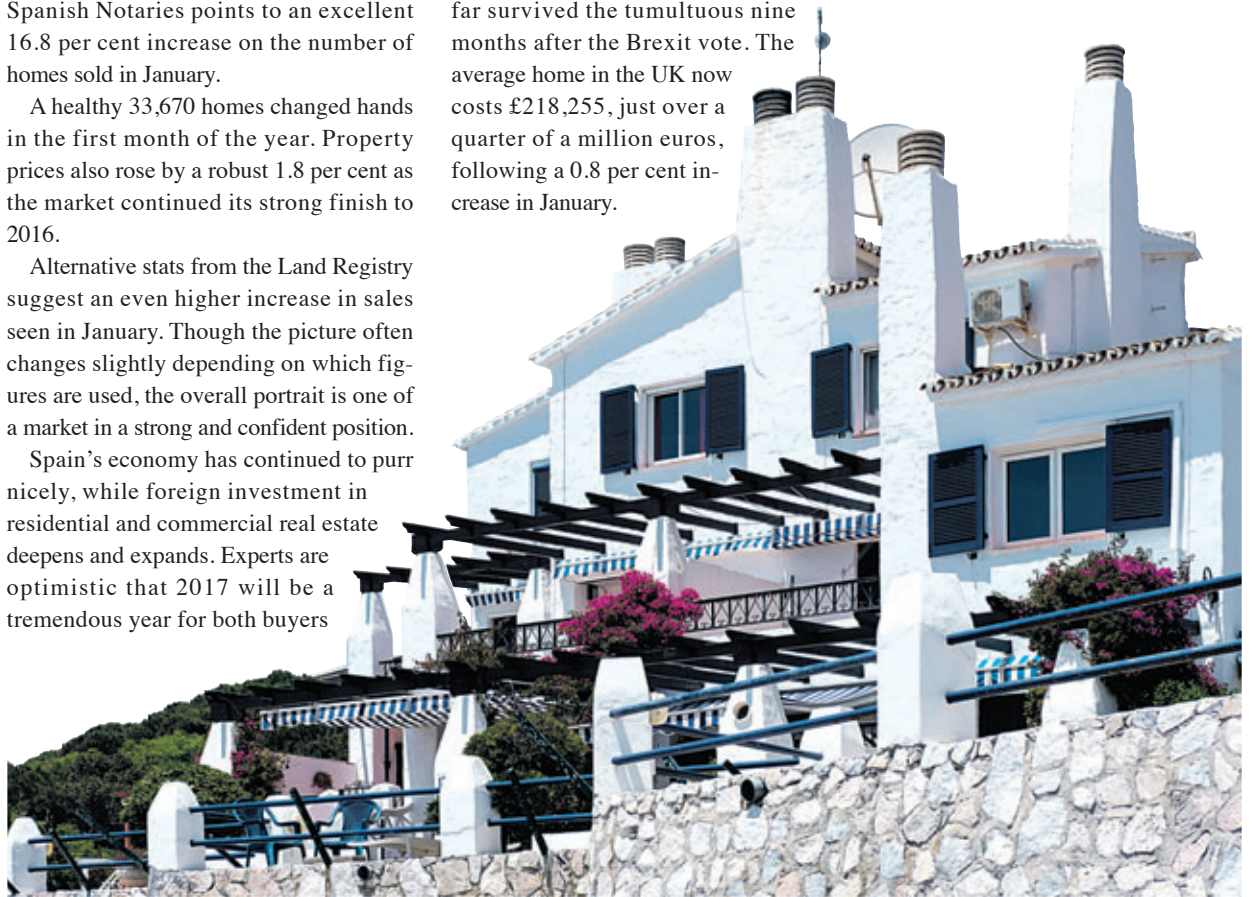 Spanish Notaries points to an excellent
16.8 per cent increase on the number of
homes sold in January.
A healthy 33,670 homes changed hands
in the first month of the year. Property
prices also rose by a robust 1.8 per cent as
the market continued its strong finish to
2016.
Alternative stats from the Land Registry
suggest an even higher increase in sales
seen in January. Though the picture often
changes slightly depending on which fig-
ures are used, the overall portrait is one of
a market in a strong and confident position.
Spain’s economy has continued to purr
nicely, while foreign investment in
residential and commercial real estate
deepens and expands. Experts are
optimistic that 2017 will be a
tremendous year for both buyers
far survived the tumultuous nine
months after the Brexit vote. The
average home in the UK now
costs £218,255, just over a
quarter of a million euros,
following a 0.8 per cent in-
crease in January.